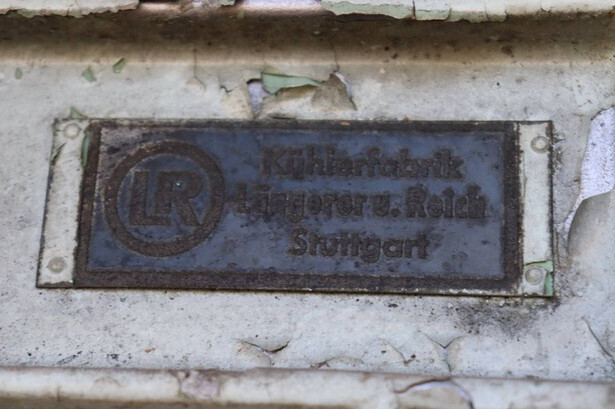 LR
Kühlerfabrik
Längerer u. Reich
Stuttgart